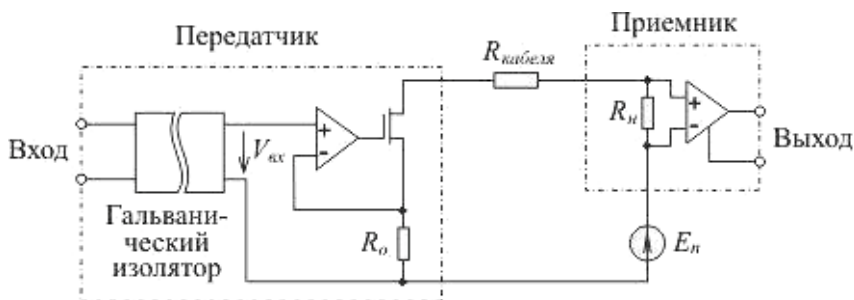 Передатчик
Приемник
R кабеля
R н
+
-
+
-
Вход
V вх
Выход
Гальвани-
ческий
изолятор
R о
E п